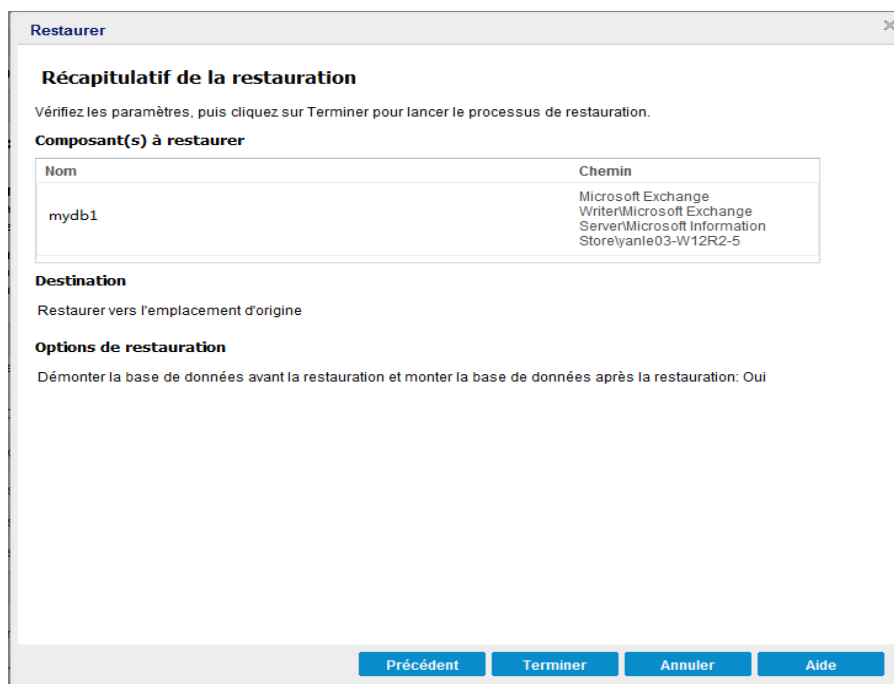 Restaurer
Récapitulatif de la restauration
Vérifiez les paramètres, puis cliquez sur Terminer pour lancer le processus de restauration.
Composant(s) à restaurer
Nom Chemin
mydb1
Microsoft Exchange
Writer\Microsoft Exchange
Server\Microsoft Information
Store\yanle03-W12R2-5
Destination
Restaurer vers l'emplacement d'origine
Options de restauration
Démonter la base de données avant la restauration et monter la base de données après la restauration: Oui
Précédent Terminer Annuler Aide